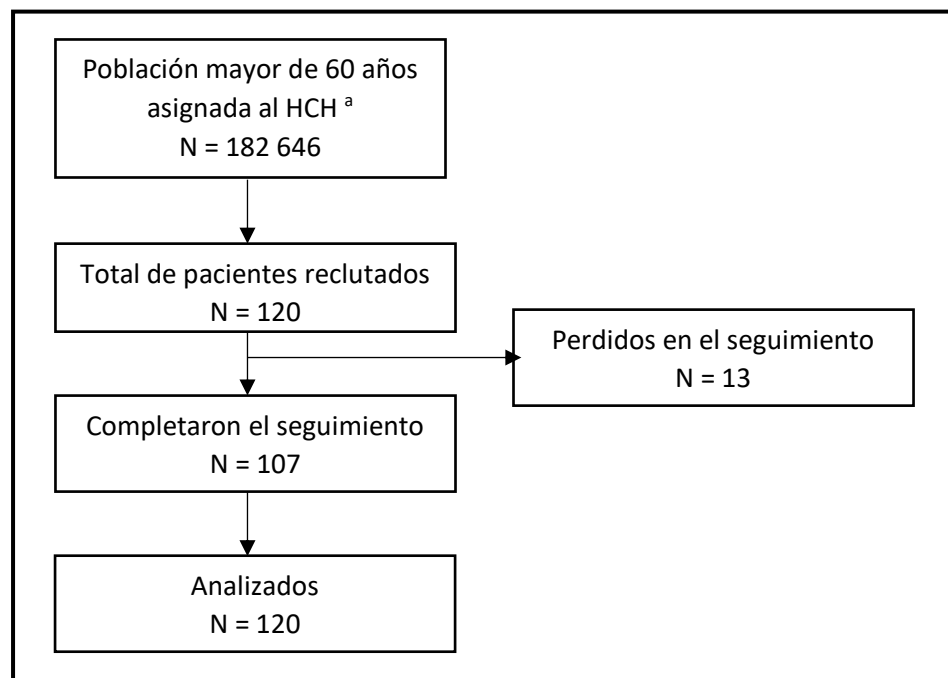 Población mayor de 60 años
asignada al HCH ª
N = 182 646
Total de pacientes reclutados
N = 120
Perdidos en el seguimiento
N = 13
Completaron el seguimiento
N = 107
Analizados
N = 120